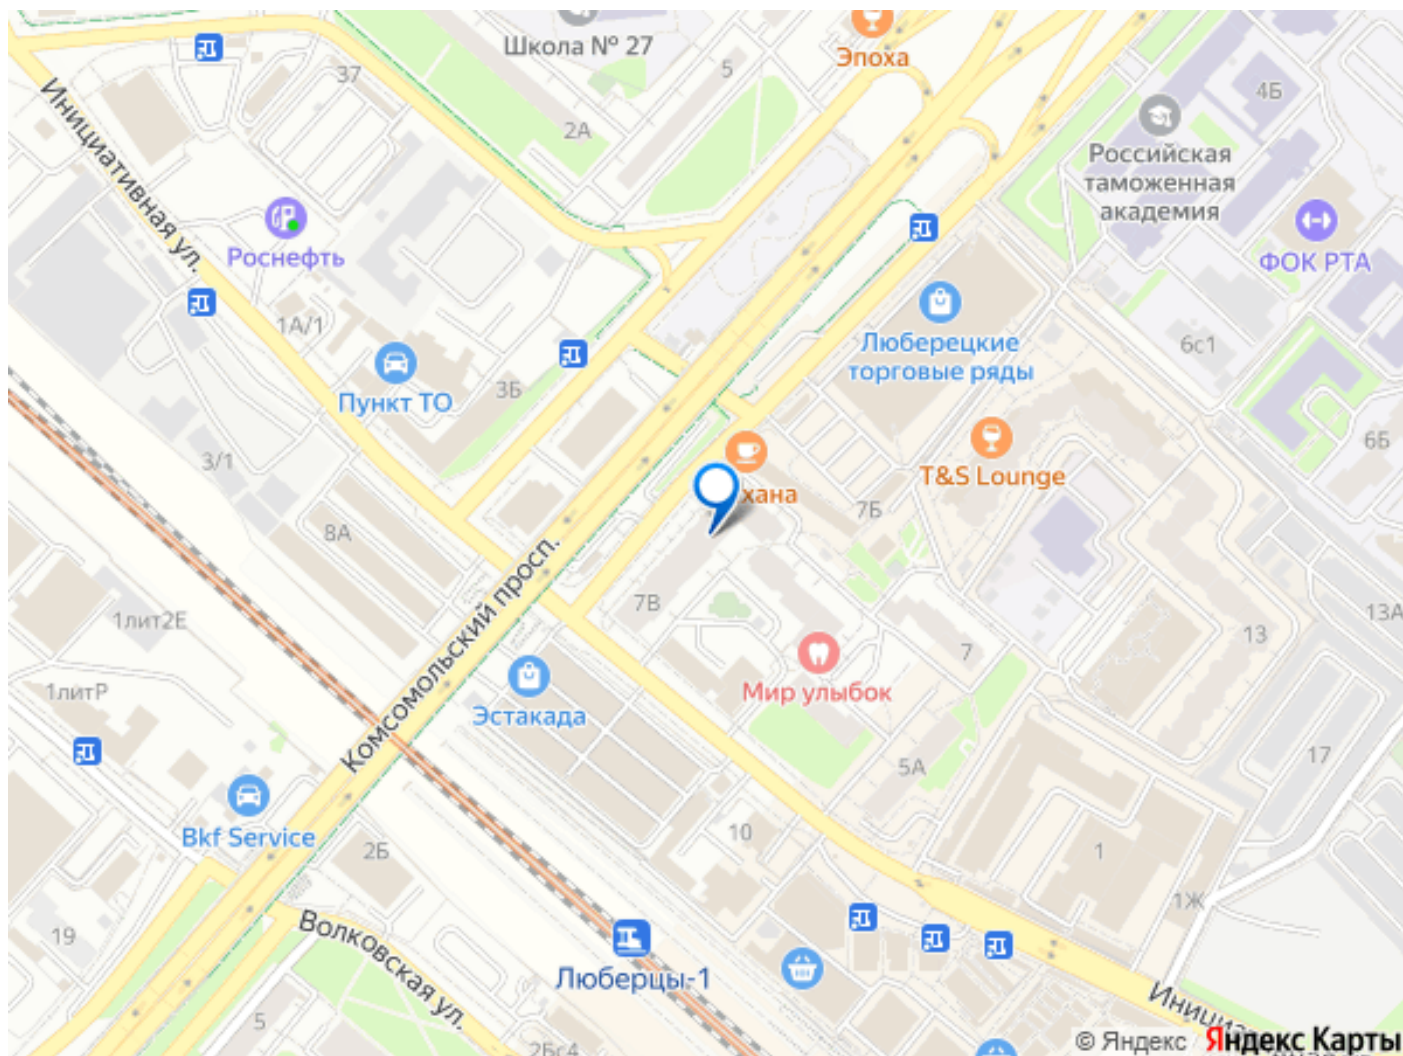 Школа № 27
Эпоха
5
37
2А
4Б
Инициативная ул.
Российская
таможенная
академия
Роснефть
ФОК РТА
1А/1
Люберецкие
торговые ряды
6с1
3Б
Пункт ТО
6Б
3/1
T&S Lounge
хана
7Б
8А
Комсомольский просп.
7В
1лит2Е
13А
13
7
1литР
Мир улыбок
Эстакада
17
5А
Bkf Service
10
2Б
1
1Ж
19
Волковская ул.
Люберцы-1
5
2Бс4
© Яндекс Яндекс Карты